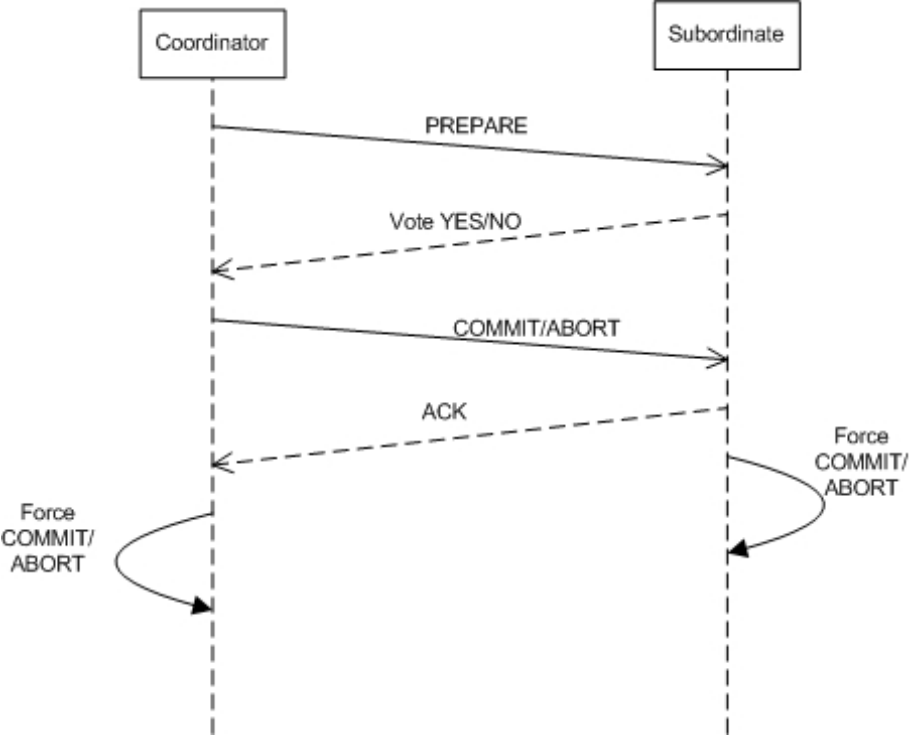 Coordinator
Subordinate
PREPARE
Vote YES/NO
COMMIT/ABORT
ACK
Force
COMMIT/
ABORT
Force
COMMIT/
ABORT